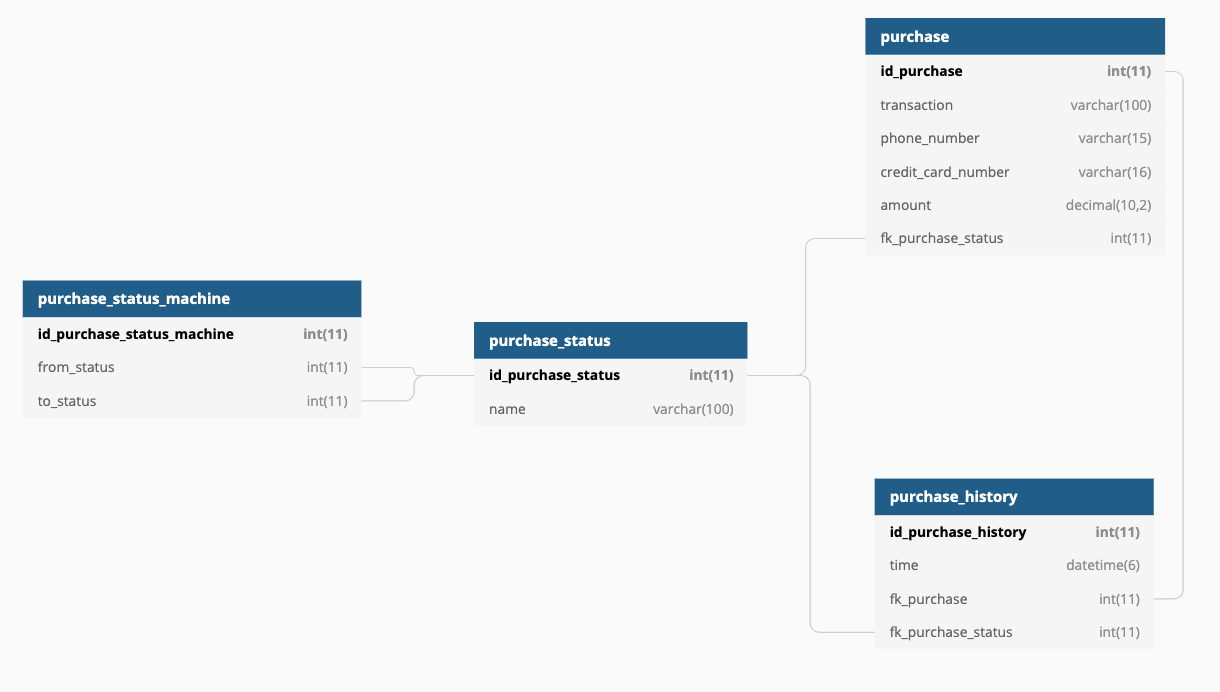 purchase
id_purchase int(11)
transaction varchar(100)
phone_number varchar(15)
credit_card_number varchar(16)
amount decimal(10,2)
fk_purchase_status int(11)
purchase_status_machine
id_purchase_status_machine int(11)
from_status int(11)
to_status int(11)
purchase_status
id_purchase_status int(11)
name varchar(100)
purchase_history
id_purchase_history int(11)
time datetime(6)
fk_purchase int(11)
fk_purchase_status int(11)